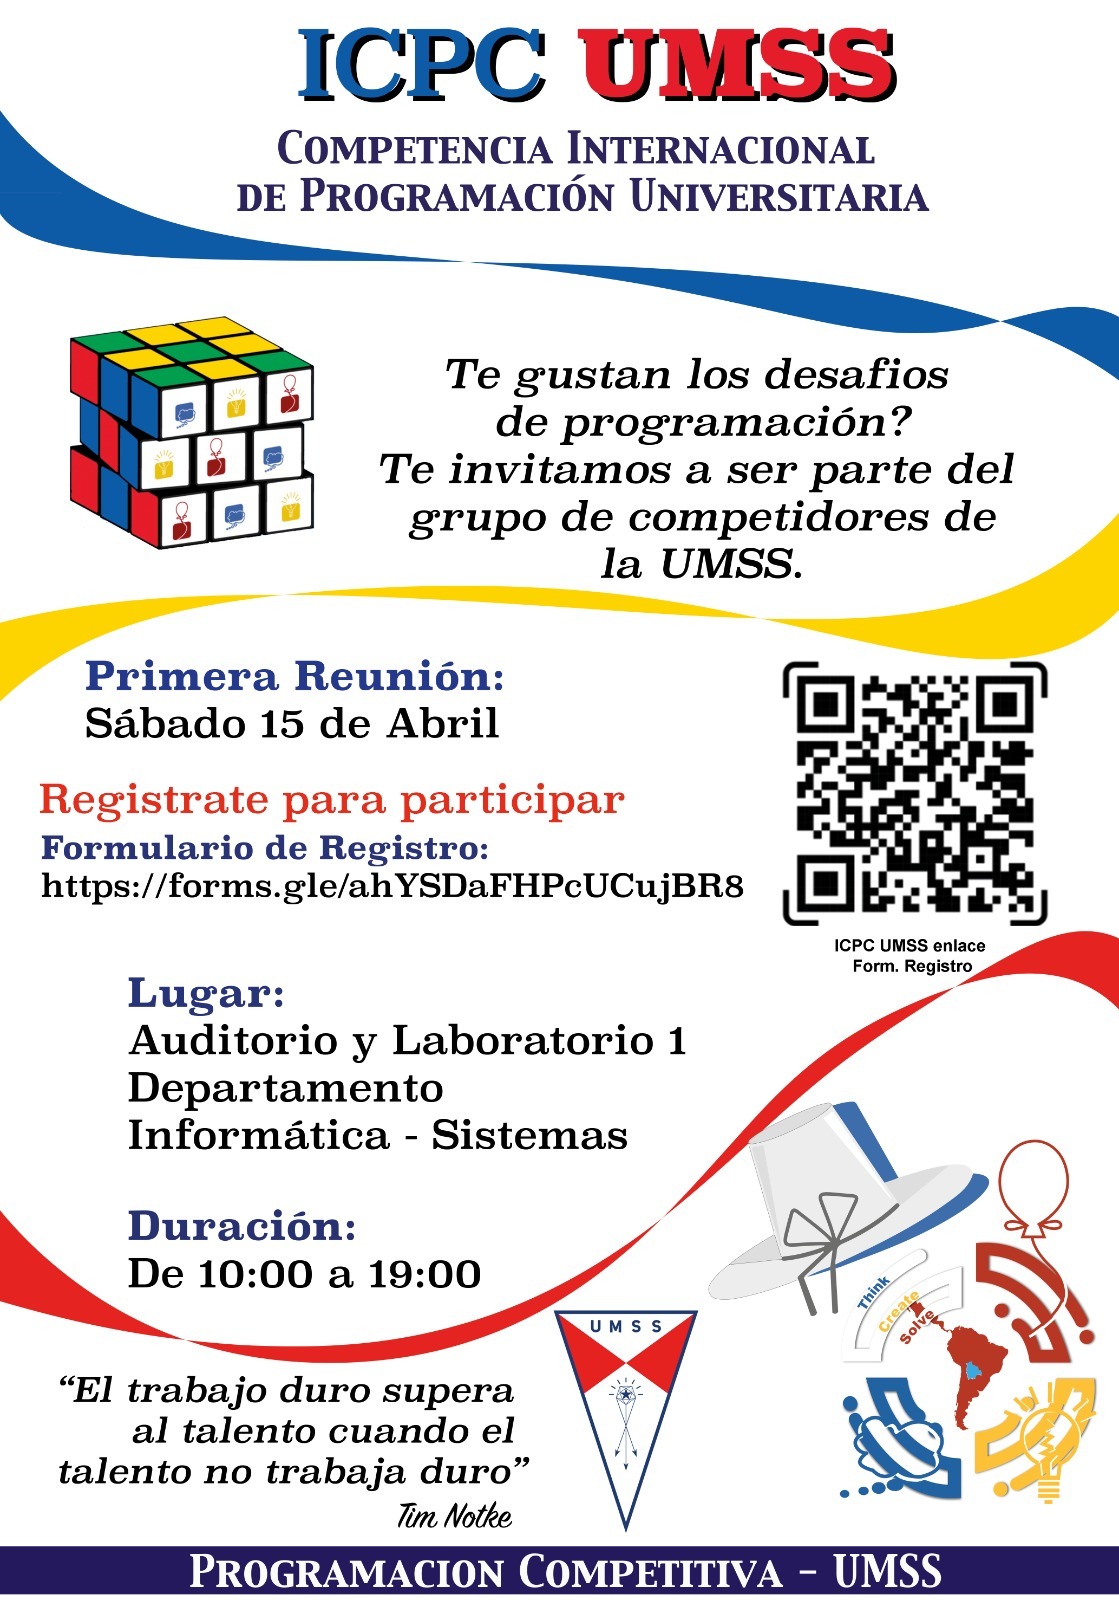 ICPC UMSS
Competencia Internacional
de Programación Universitaria
Te gustan los desafios
de programación?
Te invitamos a ser parte del
grupo de competidores de
la UMSS.
Primera Reunión:
Sábado 15 de Abril
Registrate para participar
Formulario de Registro:
https://forms.gle/ahYSDaFHPcUCujBR8
ICPC UMSS enlace
Form. Registro
Lugar:
Auditorio y Laboratorio 1
Departamento
Informática - Sistemas
Duración:
De 10:00 a 19:00
Think
Create
Solve
UMSS
“El trabajo duro supera
al talento cuando el
talento no trabaja duro”
Tim Notke
Programacion Competitiva - UMSS